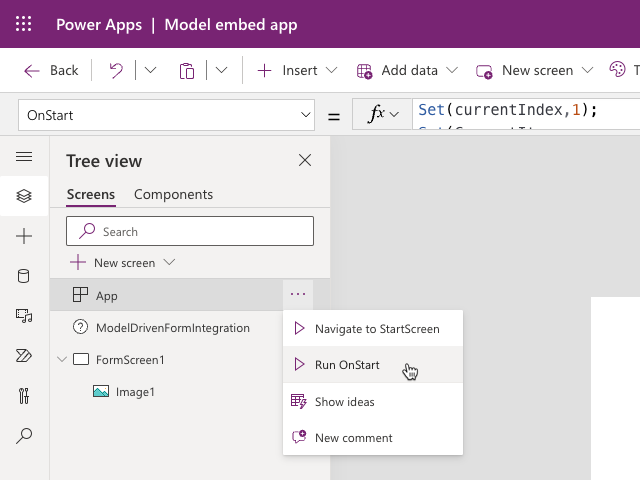 Power Apps | Model embed app
Back
Insert
Add data
New screen
T
OnStart
=
fx
Set(currentIndex,1);
Tree view
Screens
Components
Search
New screen
App
...
ModelDrivenFormIntegration
FormScreen1
Image1
Navigate to StartScreen
Run OnStart
Show ideas
New comment